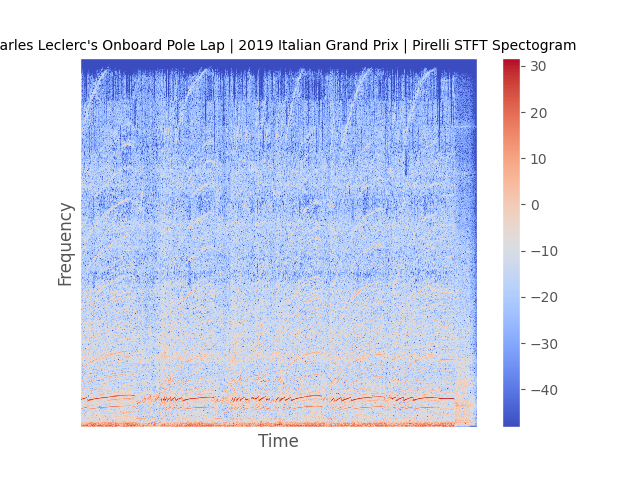 arles Leclerc's Onboard Pole Lap | 2019 Italian Grand Prix | Pirelli STFT Spectogram
Frequency
Time
30
20
10
0
−10
−20
−30
−40